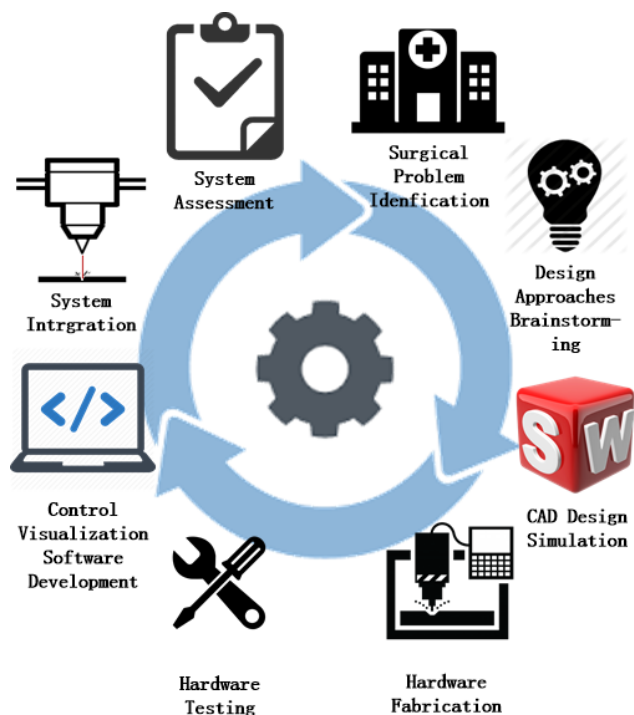 System
Assessment
Surgical
Problem
Idenfication
Design
Approaches
Brainstorm-
ing
SW
CAD Design
Simulation
Hardware
Fabrication
Hardware
Testing
</>
Control
Visualization
Software
Development
System
Intrgration